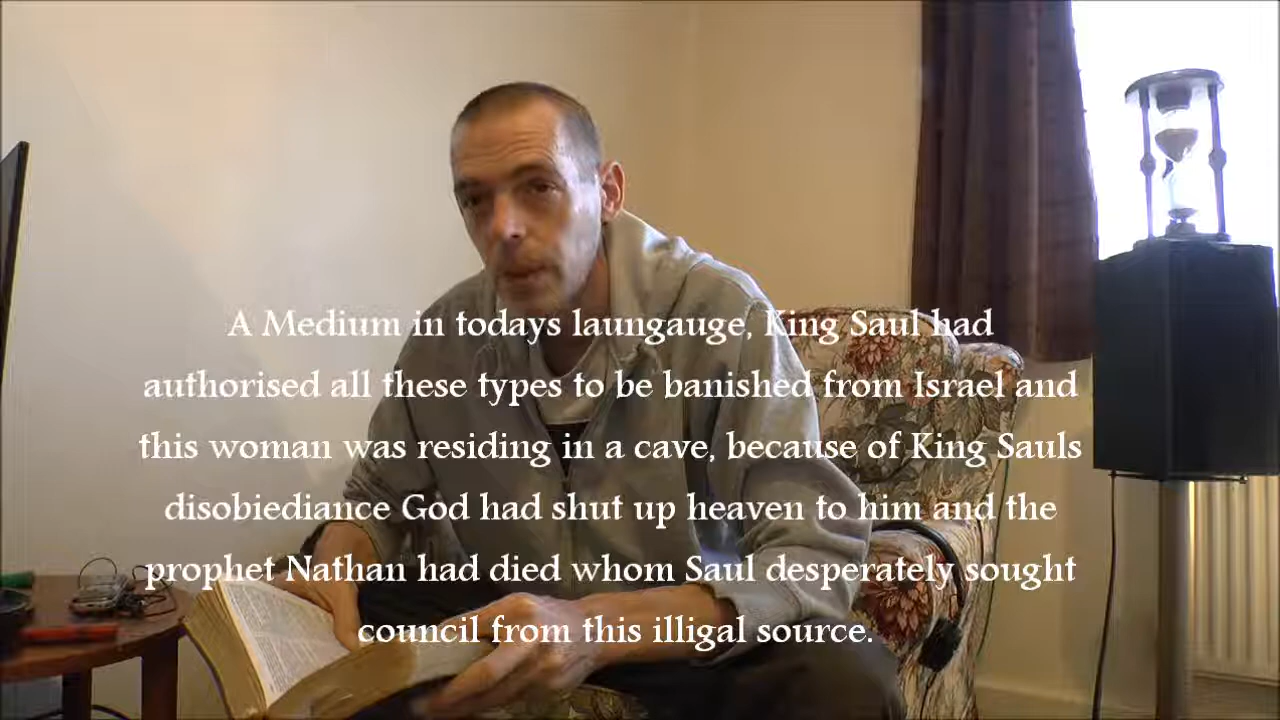 A Medium in todays laungauge, King Saul had
authorised all these types to be banished from Israel and
this woman was residing in a cave, because of King Sauls
disobiediance God had shut up heaven to him and the
prophet Nathan had died whom Saul desperately sought
council from this illigal source.